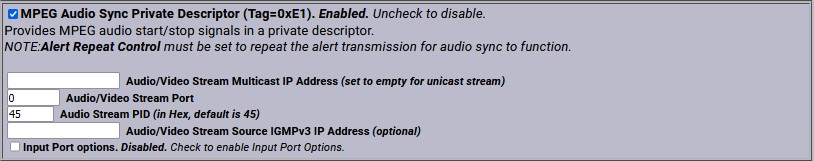 MPEG Audio Sync Private Descriptor (Tag=0xE1). Enabled. Uncheck to disable.
Provides MPEG audio start/stop signals in a private descriptor.
NOTE:Alert Repeat Control must be set to repeat the alert transmission for audio sync to function.
Audio/Video Stream Multicast IP Address (set to empty for unicast stream)
0 Audio/Video Stream Port
45 Audio Stream PID (in Hex, default is 45)
Audio/Video Stream Source IGMPv3 IP Address (optional)
Input Port options. Disabled. Check to enable Input Port Options.